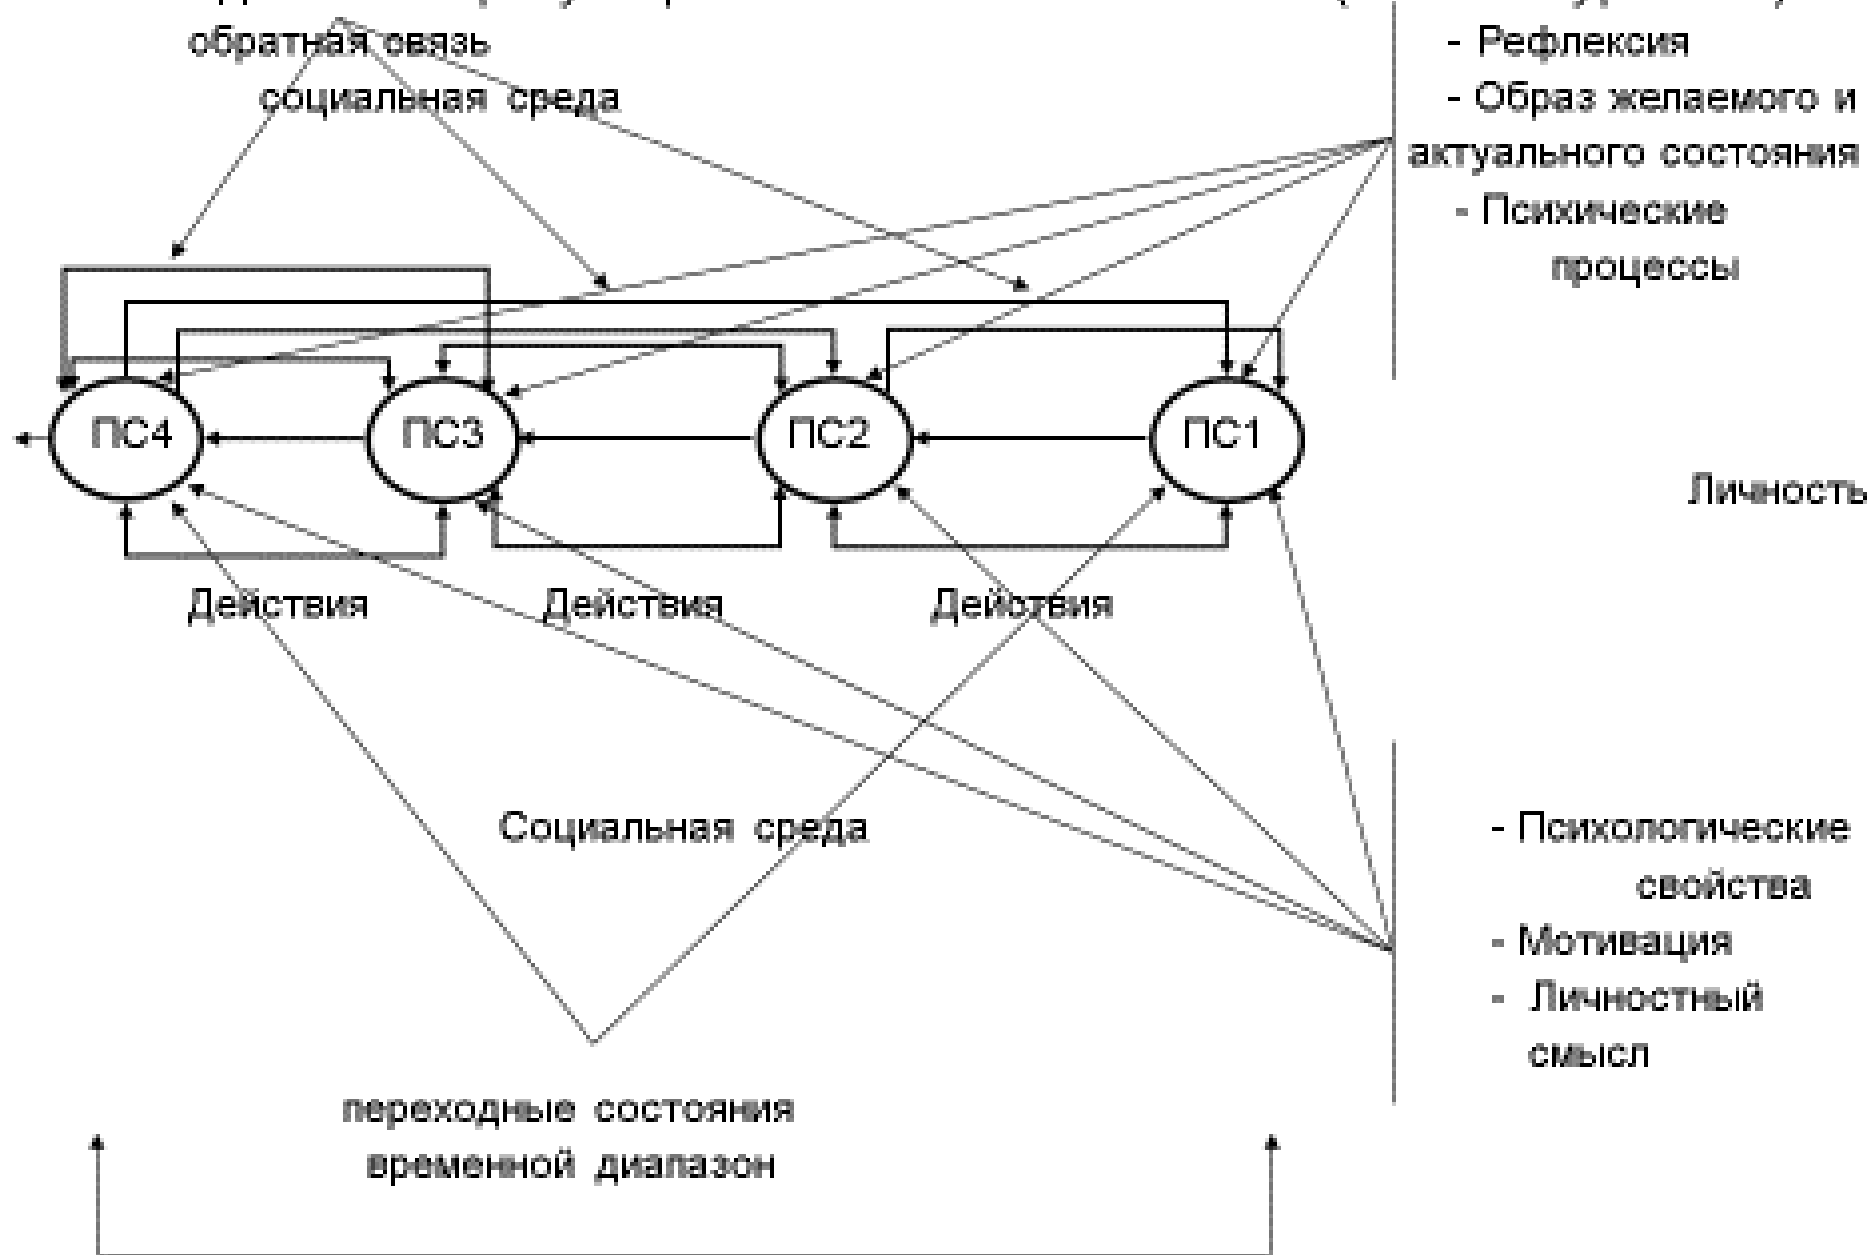 обратная связь
- Рефлексия
социальная среда
- Образ желаемого и
актуального состояния
- Психические
процессы
ПС4 ПС3 ПС2 ПС1
Личность
Действия Действия Действия
Социальная среда
- Психологические
свойства
- Мотивация
- Личностный
смысл
переходные состояния
временной диапазон